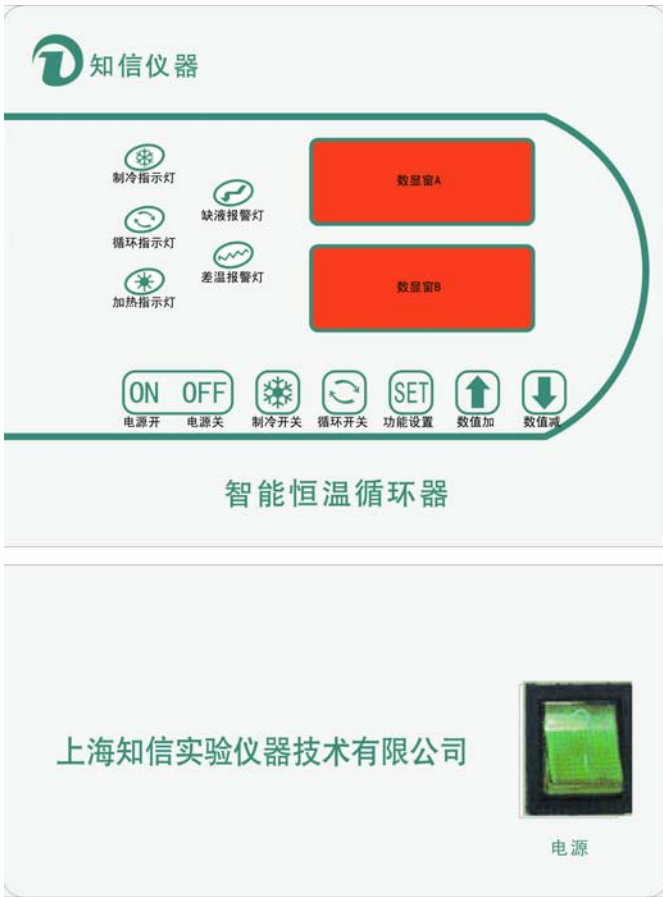 知信仪器
制冷指示灯
缺液报警灯
循环指示灯
差温报警灯
加热指示灯
数显窗A
数显窗B
ON OFF SET
电源开 电源关 制冷开关 循环开关 功能设置 数值加 数值减
智能恒温循环器
上海知信实验仪器技术有限公司
电源